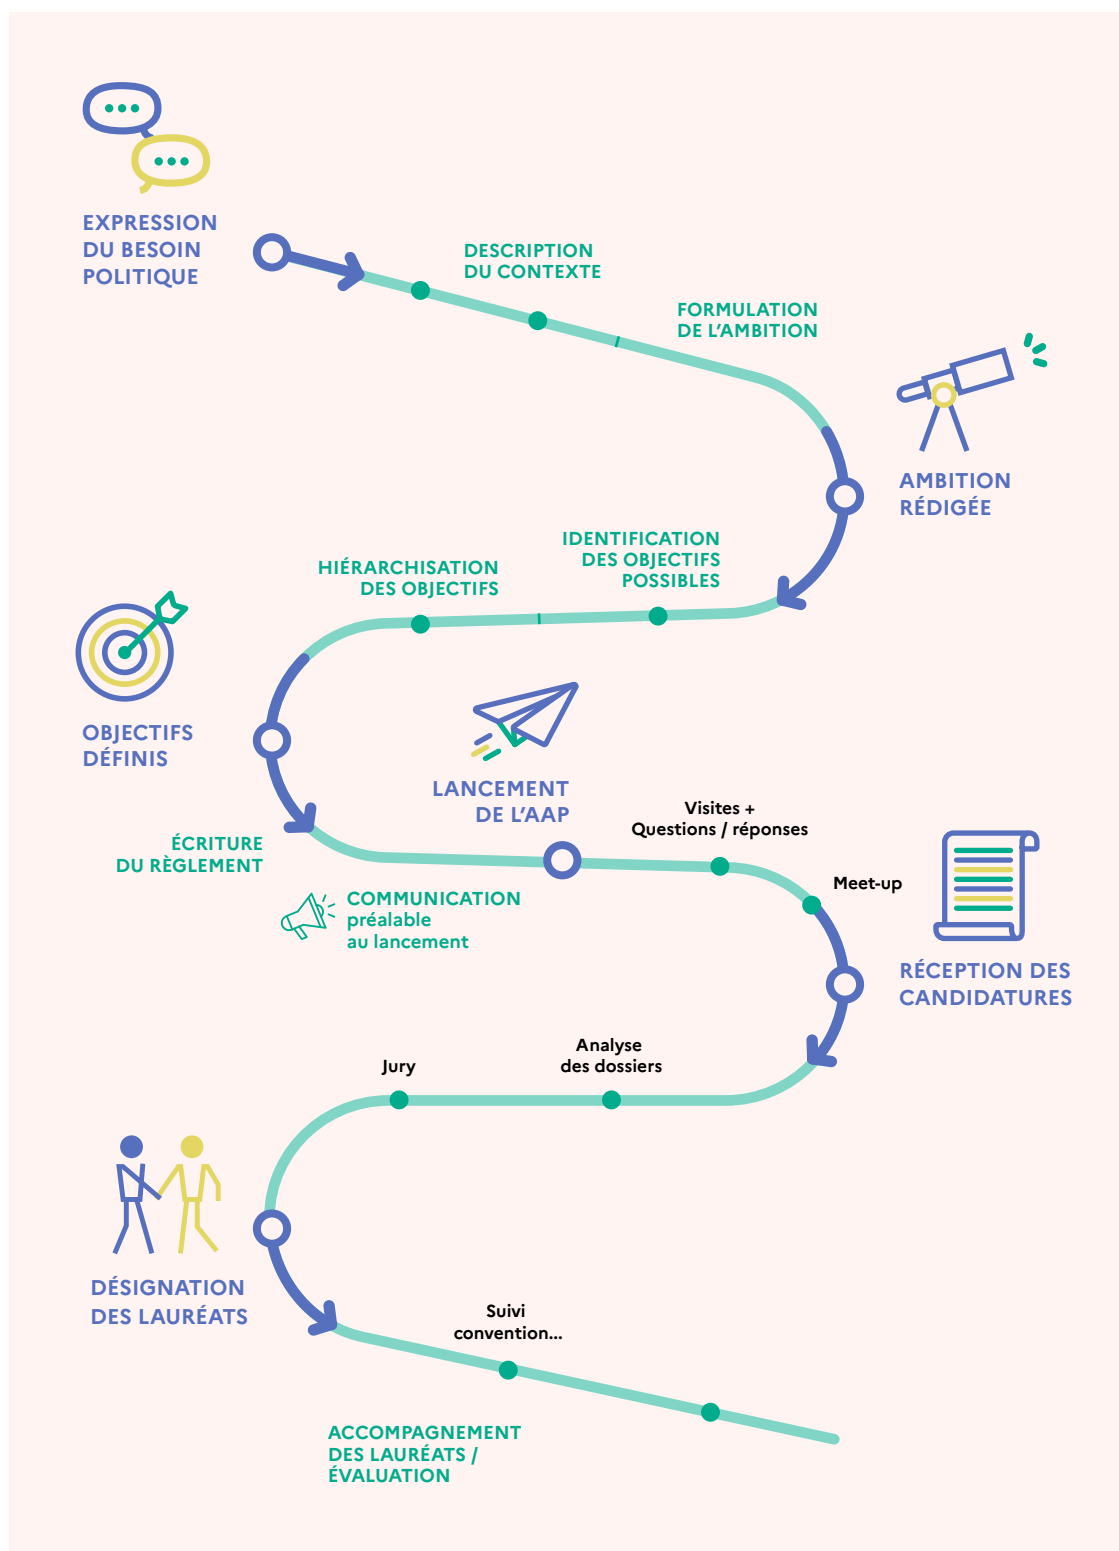 EXPRESSION
DU BESOIN
POLITIQUE
DESCRIPTION
DU CONTEXTE
FORMULATION
DE L'AMBITION
AMBITION
RÉDIGÉE
IDENTIFICATION
DES OBJECTIFS
POSSIBLES
HIÉRARCHISATION
DES OBJECTIFS
OBJECTIFS
DÉFINIS
ÉCRITURE
DU RÈGLEMENT
COMMUNICATION
préalable
au lancement
LANCEMENT
DE L'AAP
Visites +
Questions / réponses
Meet-up
RÉCEPTION DES
CANDIDATURES
Analyse
des dossiers
Jury
DÉSIGNATION
DES LAURÉATS
Suivi
convention...
ACCOMPAGNEMENT
DES LAURÉATS /
ÉVALUATION